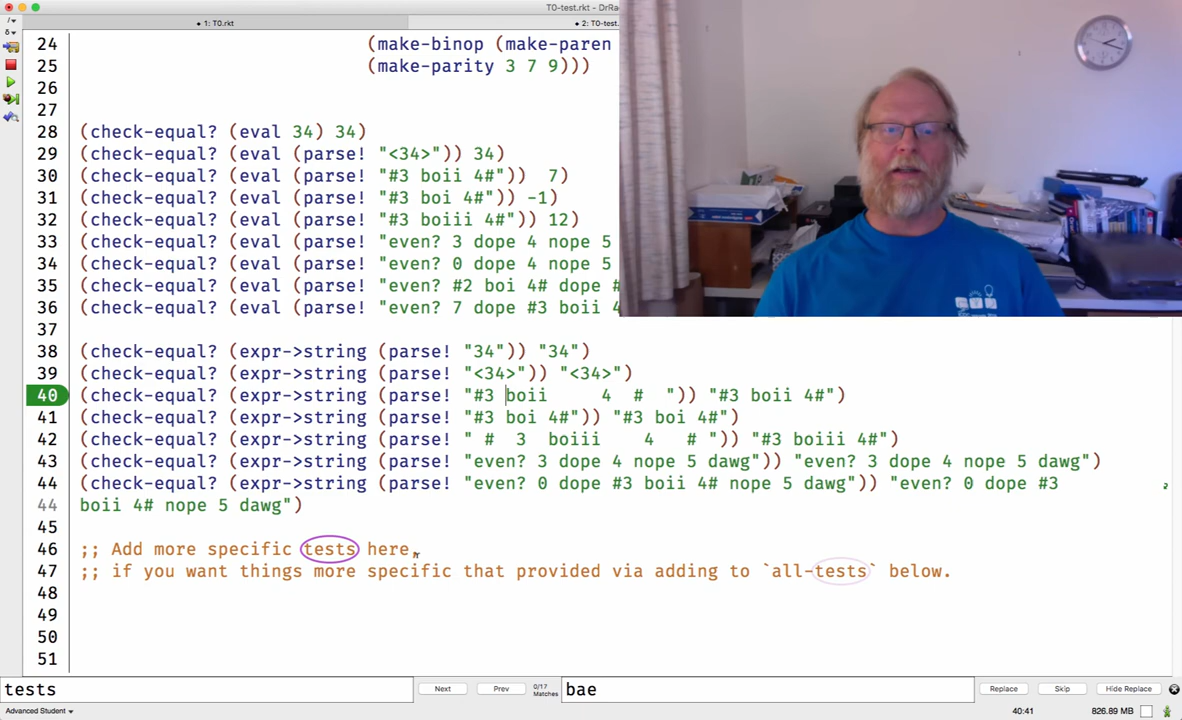 T0-test.rkt - DrRa
1: T0.rkt
2: T0-test.
24 (make-binop (make-paren
25 (make-parity 3 7 9)))
26
27
28 (check-equal? (eval 34) 34)
29 (check-equal? (eval (parse! "<34>")) 34)
30 (check-equal? (eval (parse! "#3 boii 4#")) 7)
31 (check-equal? (eval (parse! "#3 boi 4#")) -1)
32 (check-equal? (eval (parse! "#3 boiii 4#")) 12)
33 (check-equal? (eval (parse! "even? 3 dope 4 nope 5
34 (check-equal? (eval (parse! "even? 0 dope 4 nope 5
35 (check-equal? (eval (parse! "even? #2 boi 4# dope #
36 (check-equal? (eval (parse! "even? 7 dope #3 boii 4
37
38 (check-equal? (expr->string (parse! "34")) "34")
39 (check-equal? (expr->string (parse! "<34>")) "<34>")
40 (check-equal? (expr->string (parse! "#3 boii     4  #  ")) "#3 boii 4#")
41 (check-equal? (expr->string (parse! "#3 boi 4#")) "#3 boi 4#")
42 (check-equal? (expr->string (parse! " #  3  boiii    4   # ")) "#3 boiii 4#")
43 (check-equal? (expr->string (parse! "even? 3 dope 4 nope 5 dawg")) "even? 3 dope 4 nope 5 dawg")
44 (check-equal? (expr->string (parse! "even? 0 dope #3 boii 4# nope 5 dawg")) "even? 0 dope #3
44 boii 4# nope 5 dawg")
45
46 ;; Add more specific tests here,
47 ;; if you want things more specific that provided via adding to `all-tests` below.
48
49
50
51
tests Next Prev 0/17 Matches bae Replace Skip Hide Replace
Advanced Student 40:41 826.89 MB